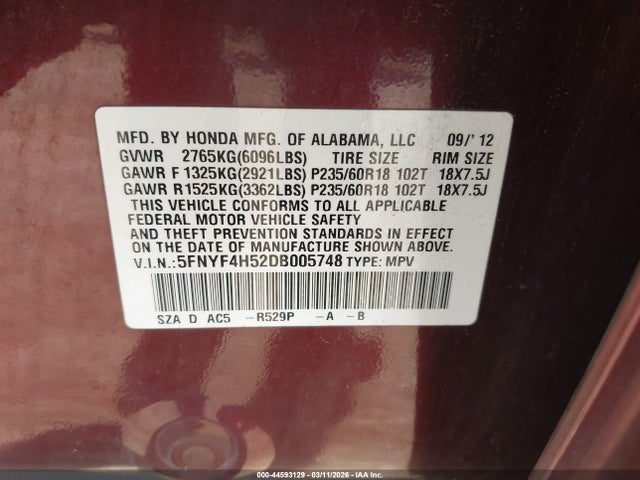 MFD. BY HONDA MFG. OF ALABAMA, LLC 09/'12
GVWR 2765KG(6096LBS) TIRE SIZE RIM SIZE
GAWR F 1325KG(2921LBS) P235/60R18 102T 18X7.5J
GAWR R1525KG(3362LBS) P235/60R18 102T 18X7.5J
THIS VEHICLE CONFORMS TO ALL APPLICABLE
FEDERAL MOTOR VEHICLE SAFETY
AND THEFT PREVENTION STANDARDS IN EFFECT
ON THE DATE OF MANUFACTURE SHOWN ABOVE.
V.I.N.:5FNYF4H52DB005748 TYPE: MPV
SZA D AC5 -R529P -A -B
000-44593129 - 03/11/2026 - IAA Inc.